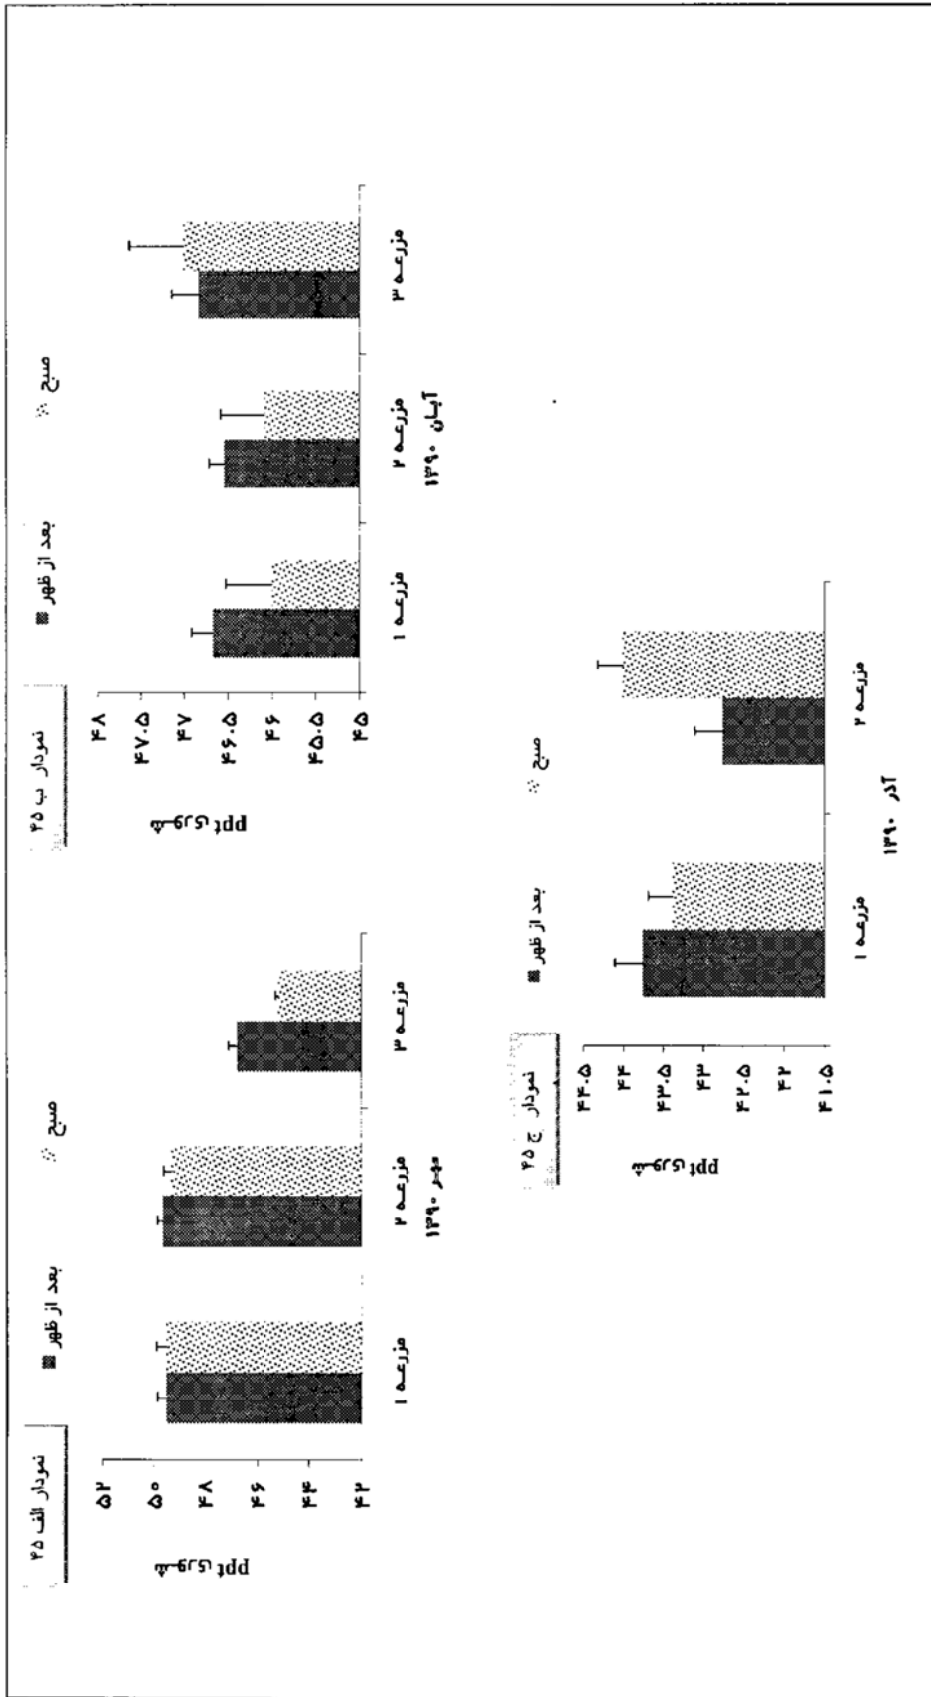 نمودار الف ۴۵
■ بعد از ظهر
صبح
شوری ppt
۵۲
۵۰
۴۸
۴۶
۴۴
۴۲
مزرعه ۱
مزرعه ۲
مزرعه ۳
مهر ۱۳۹۰
نمودار ب ۴۵
■ بعد از ظهر
صبح
شوری ppt
۴۸
۴۷.۵
۴۷
۴۶.۵
۴۶
۴۵.۵
۴۵
مزرعه ۱
مزرعه ۲
مزرعه ۳
آبان ۱۳۹۰
نمودار ج ۴۵
■ بعد از ظهر
صبح
شوری ppt
۴۴.۵
۴۴
۴۳.۵
۴۳
۴۲.۵
۴۲
۴۱.۵
مزرعه ۱
مزرعه ۲
آذر ۱۳۹۰